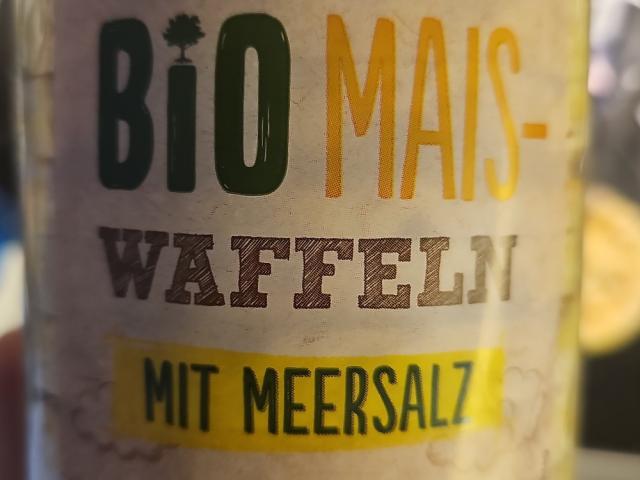 BiO MAIS-
WAFFELN
MIT MEERSALZ